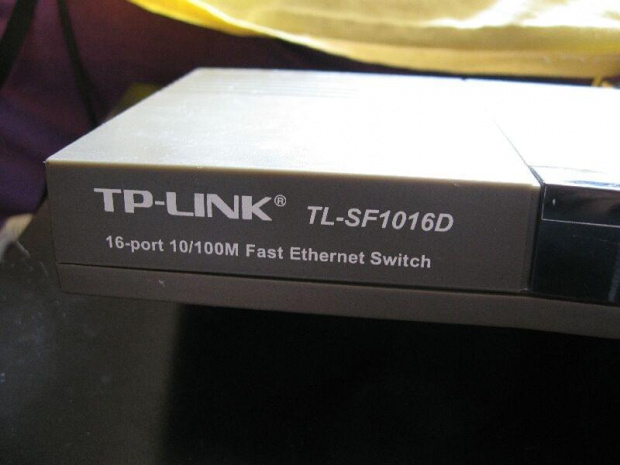 TP-LINK® TL-SF1016D
16-port 10/100M Fast Ethernet Switch